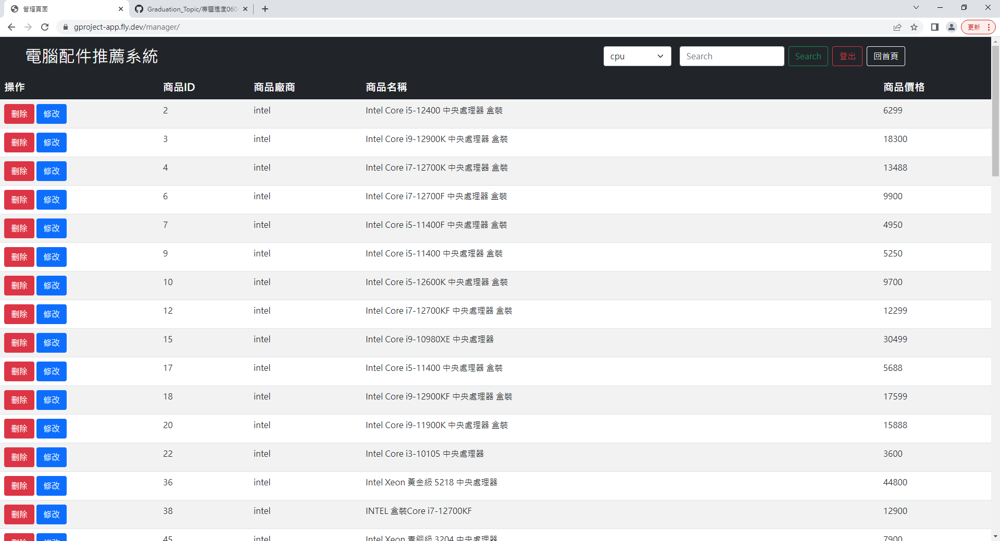 管理頁面
Graduation_Topic/專題進度060
gproject-app.fly.dev/manager/
更新
電腦配件推薦系統
cpu
Search
Search
登出
回首頁
操作 商品ID 商品廠商 商品名稱 商品價格
刪除 修改 2 intel Intel Core i5-12400 中央處理器 盒裝 6299
刪除 修改 3 intel Intel Core i9-12900K 中央處理器 盒裝 18300
刪除 修改 4 intel Intel Core i7-12700K 中央處理器 盒裝 13488
刪除 修改 6 intel Intel Core i7-12700F 中央處理器 盒裝 9900
刪除 修改 7 intel Intel Core i5-11400F 中央處理器 盒裝 4950
刪除 修改 9 intel Intel Core i5-11400 中央處理器 盒裝 5250
刪除 修改 10 intel Intel Core i5-12600K 中央處理器 盒裝 9700
刪除 修改 12 intel Intel Core i7-12700KF 中央處理器 盒裝 12299
刪除 修改 15 intel Intel Core i9-10980XE 中央處理器 30499
刪除 修改 17 intel Intel Core i5-11400 中央處理器 盒裝 5688
刪除 修改 18 intel Intel Core i9-12900KF 中央處理器 盒裝 17599
刪除 修改 20 intel Intel Core i9-11900K 中央處理器 盒裝 15888
刪除 修改 22 intel Intel Core i3-10105 中央處理器 3600
刪除 修改 36 intel Intel Xeon 黃金級 5218 中央處理器 44800
刪除 修改 38 intel INTEL 盒裝Core i7-12700KF 12900
45 intel Intel Xeon 青銅級 3204 中央處理器 7900